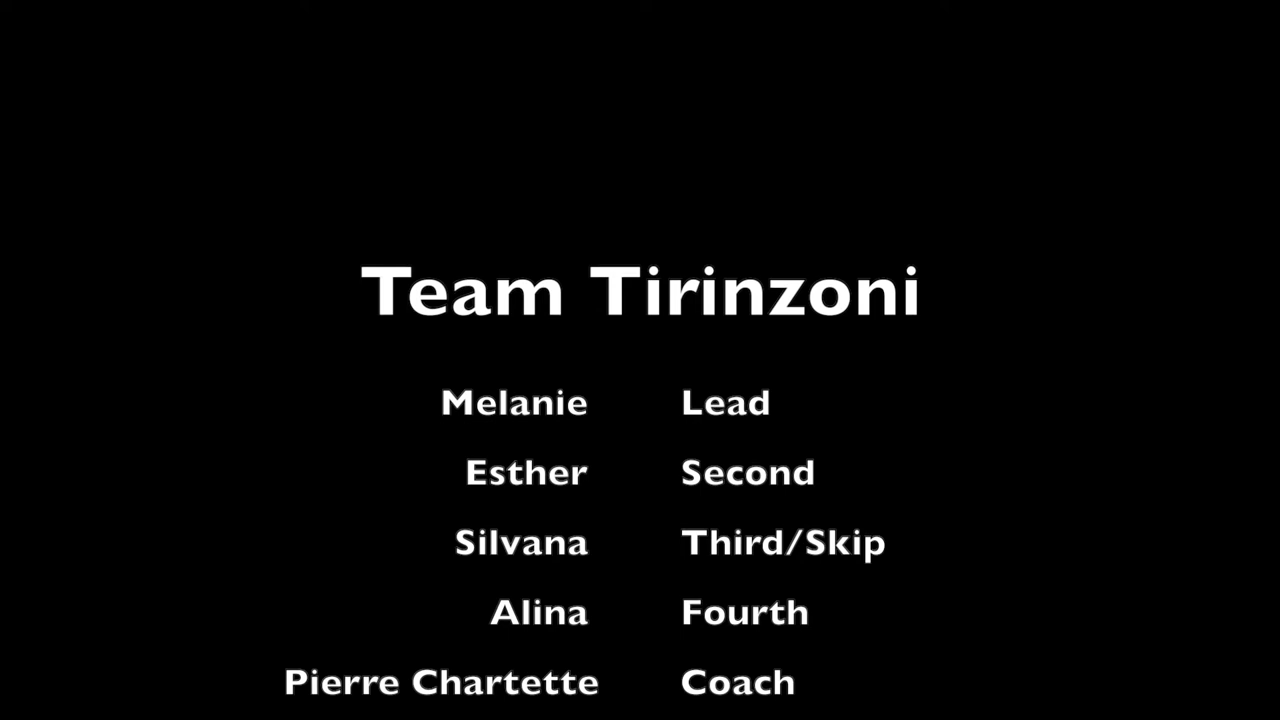 Team Tirinzoni
Melanie Lead
Esther Second
Silvana Third/Skip
Alina Fourth
Pierre Chartette Coach